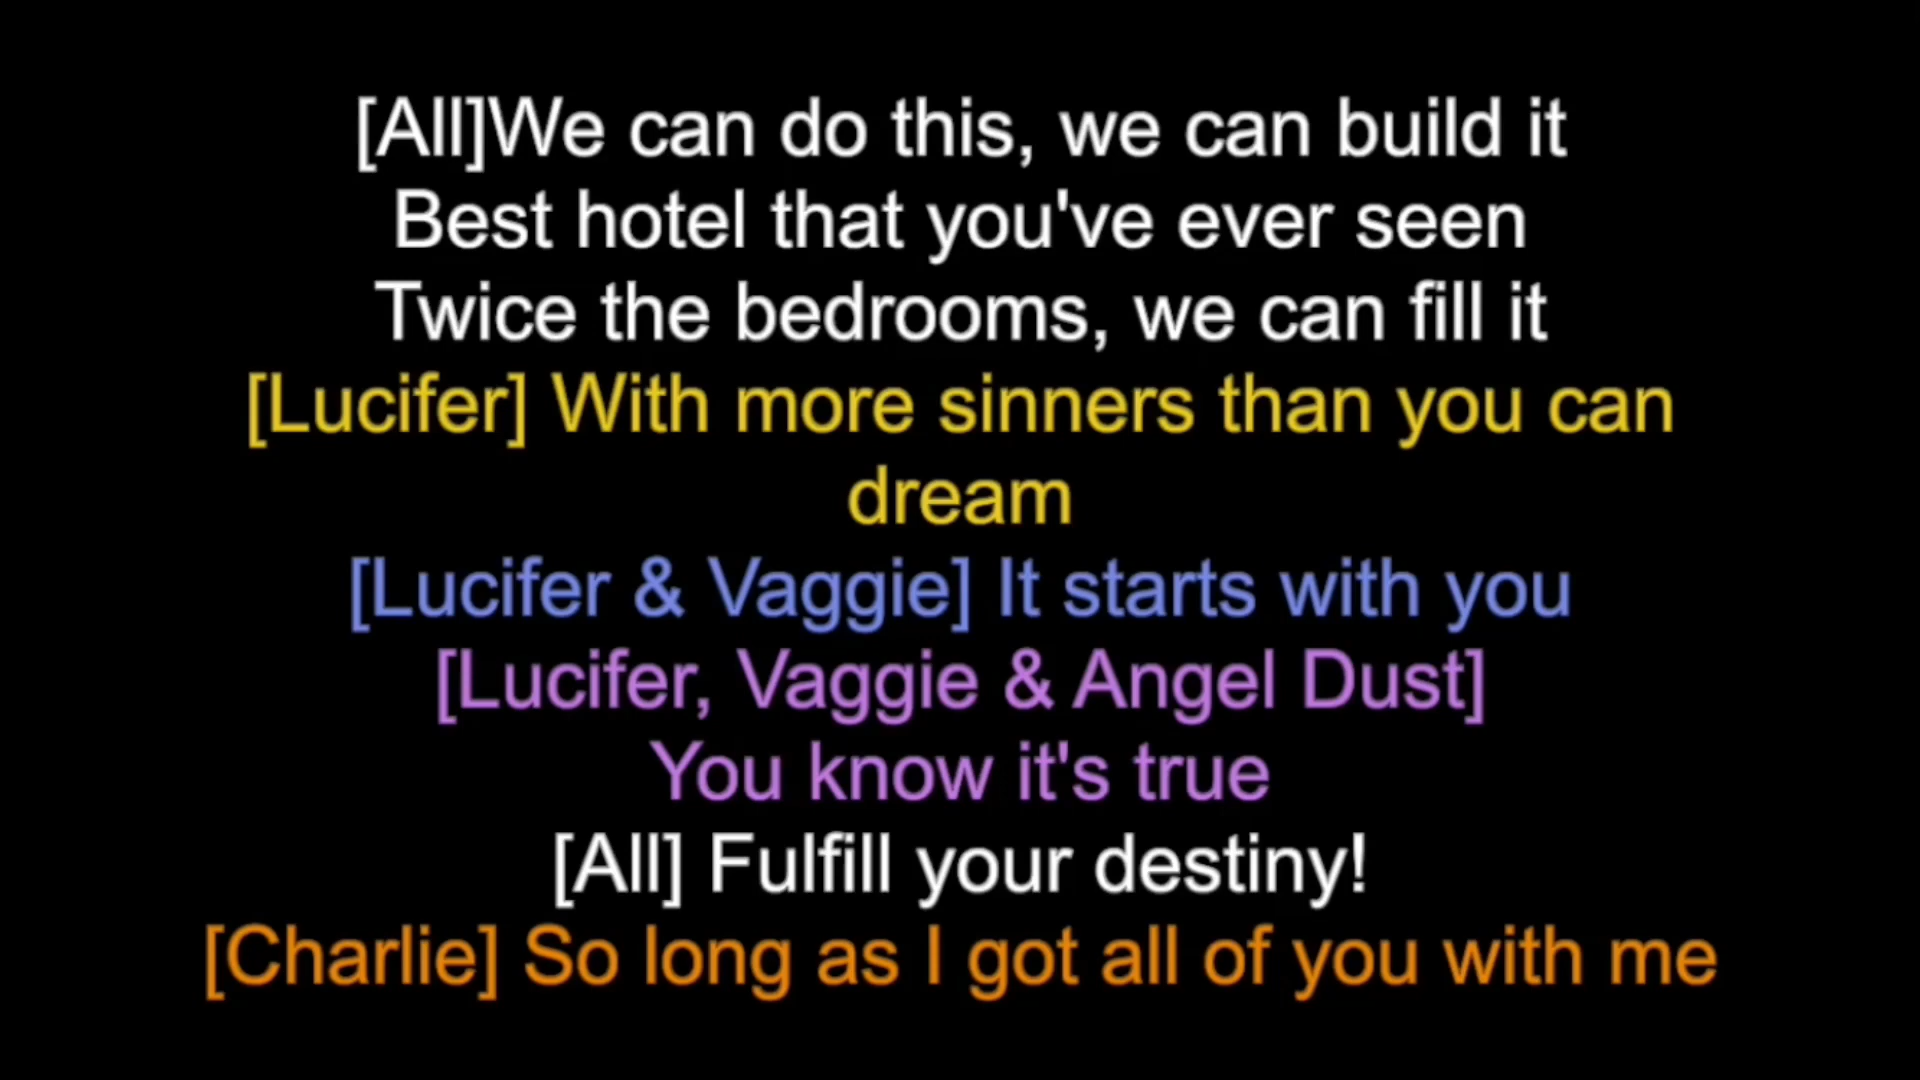 [All]We can do this, we can build it
Best hotel that you've ever seen
Twice the bedrooms, we can fill it
[Lucifer] With more sinners than you can
dream
[Lucifer & Vaggie] It starts with you
[Lucifer, Vaggie & Angel Dust]
You know it's true
[All] Fulfill your destiny!
[Charlie] So long as I got all of you with me